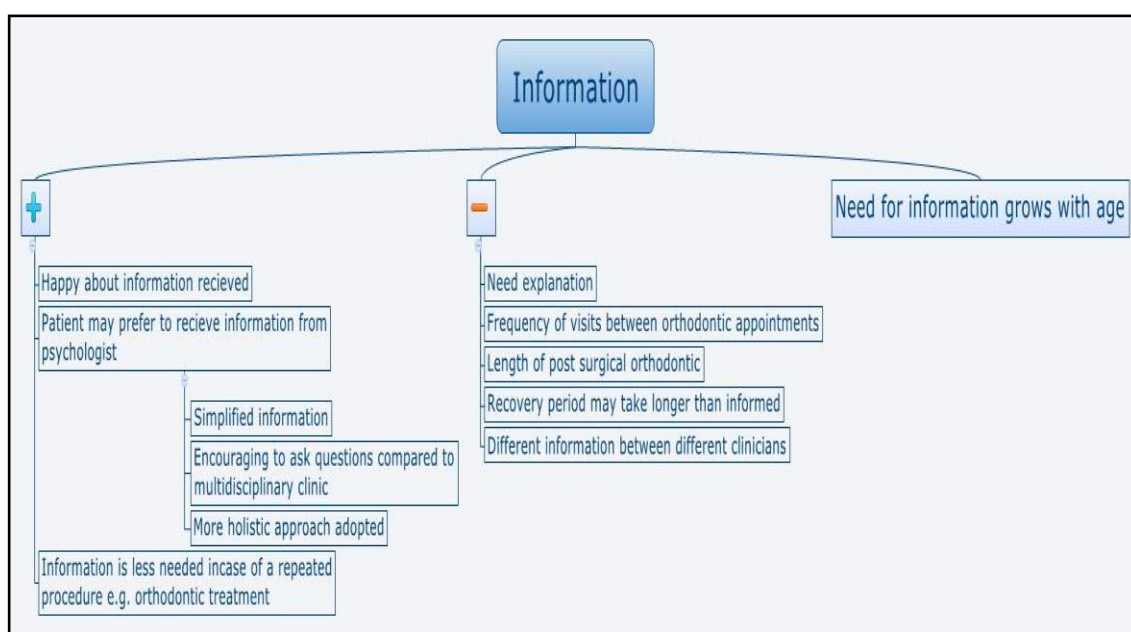 Information
Need for information grows with age
Happy about information recieved
Patient may prefer to recieve information from
psychologist
Simplified information
Encouraging to ask questions compared to
multidisciplinary clinic
More holistic approach adopted
Information is less needed incase of a repeated
procedure e.g. orthodontic treatment
Need explanation
Frequency of visits between orthodontic appointments
Length of post surgical orthodontic
Recovery period may take longer than informed
Different information between different clinicians